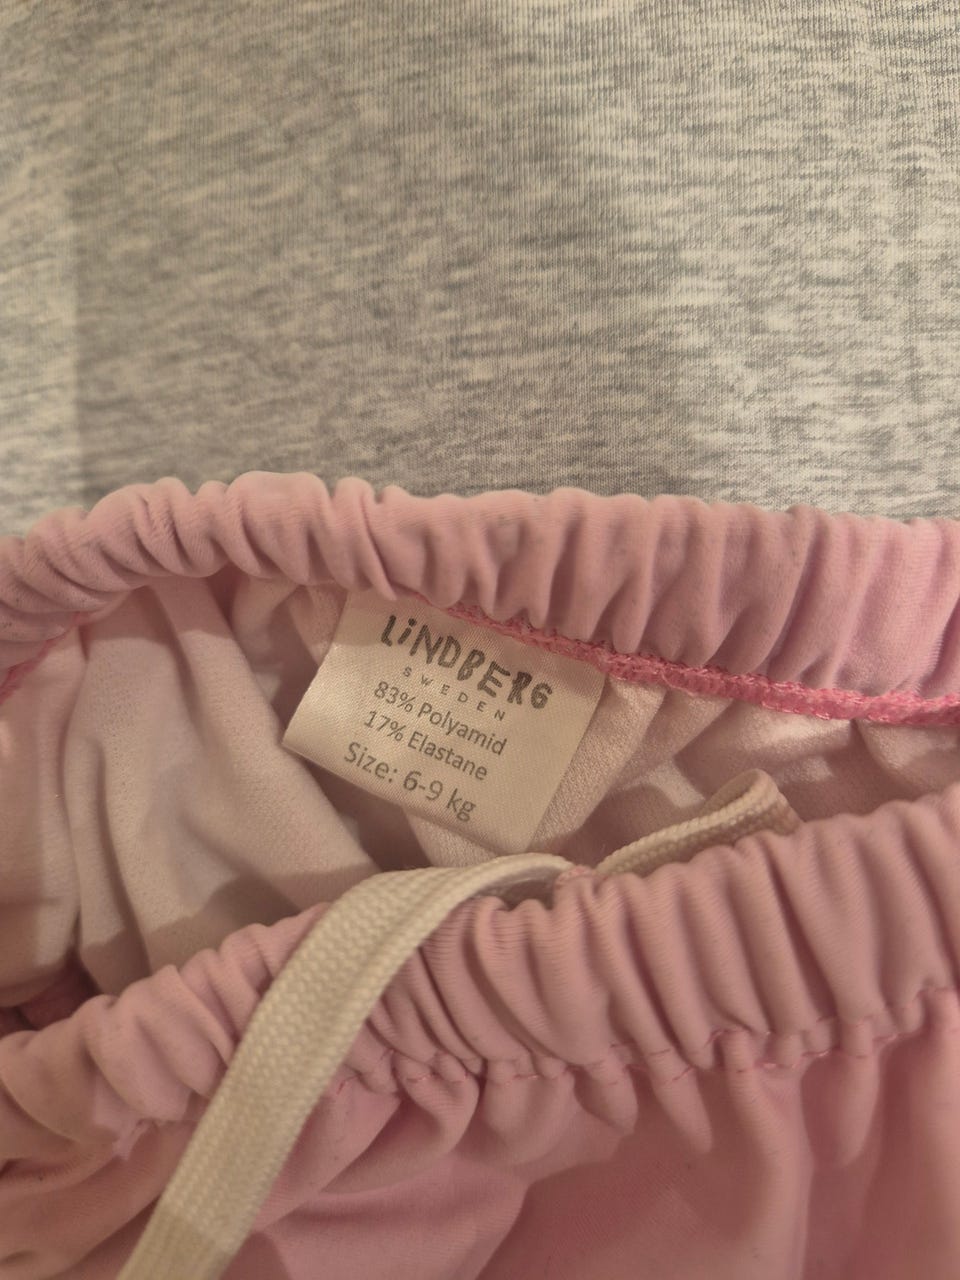 LiNDBERG
SWEDEN
83% Polyamid
17% Elastane
Size: 6-9 kg